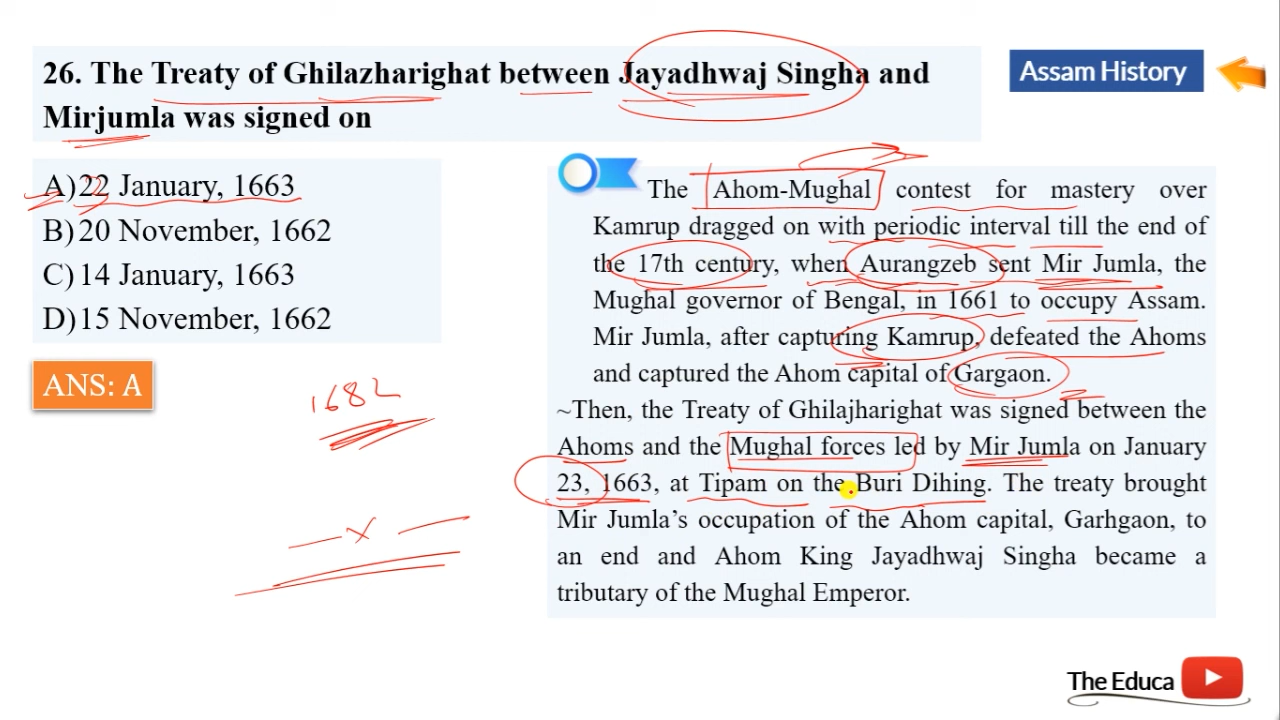 26. The Treaty of Ghilazharighat between Jayadhwaj Singha and
Mirjumla was signed on
Assam History
A) 22 January, 1663
B) 20 November, 1662
C) 14 January, 1663
D) 15 November, 1662
ANS: A
1682
x
The Ahom-Mughal contest for mastery over
Kamrup dragged on with periodic interval till the end of
the 17th century, when Aurangzeb sent Mir Jumla, the
Mughal governor of Bengal, in 1661 to occupy Assam.
Mir Jumla, after capturing Kamrup, defeated the Ahoms
and captured the Ahom capital of Gargaon.
~Then, the Treaty of Ghilajharighat was signed between the
Ahoms and the Mughal forces led by Mir Jumla on January
23, 1663, at Tipam on the Buri Dihing. The treaty brought
Mir Jumla's occupation of the Ahom capital, Garhgaon, to
an end and Ahom King Jayadhwaj Singha became a
tributary of the Mughal Emperor.
The Educa